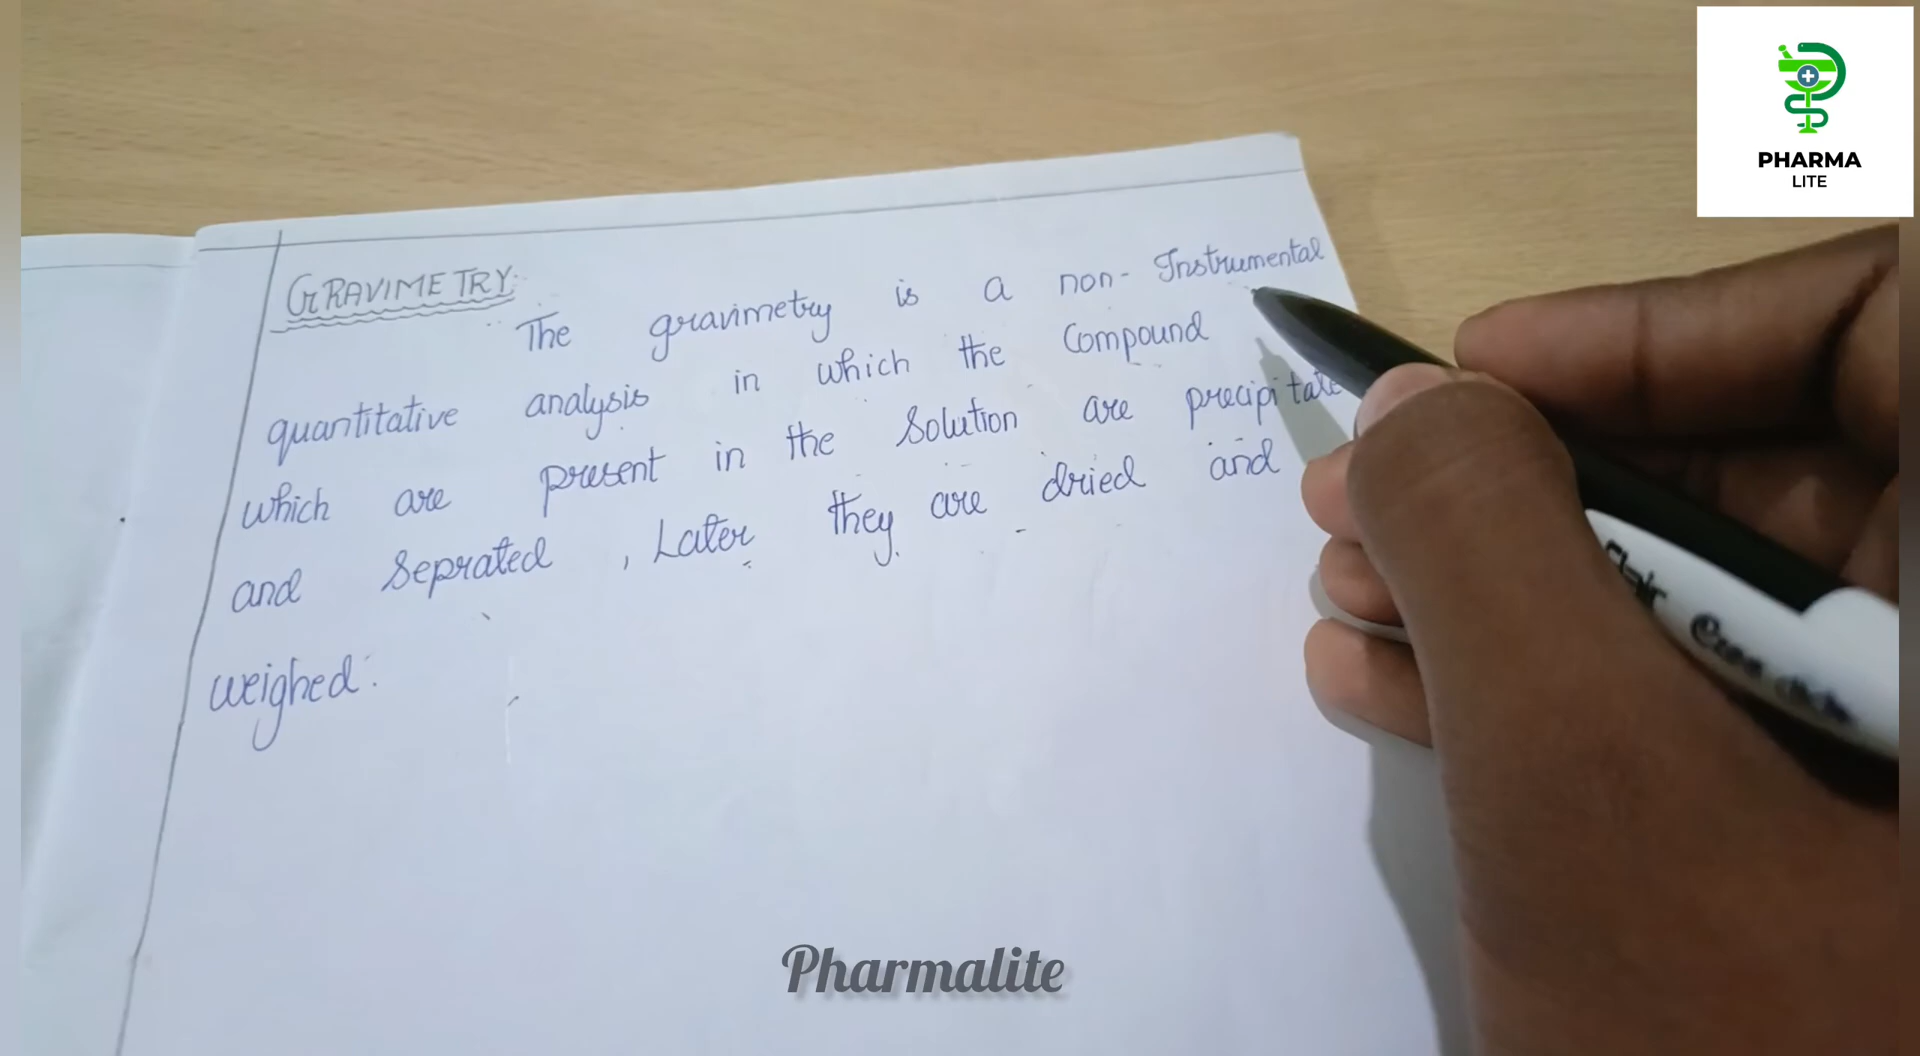 PHARMA
LITE
GRAVIMETRY:
The gravimetry is a non-Instrumental
quantitative analysis in which the Compound
which are present in the Solution are precipitate
and Seprated , Later they are dried and
weighed.
Pharmalite